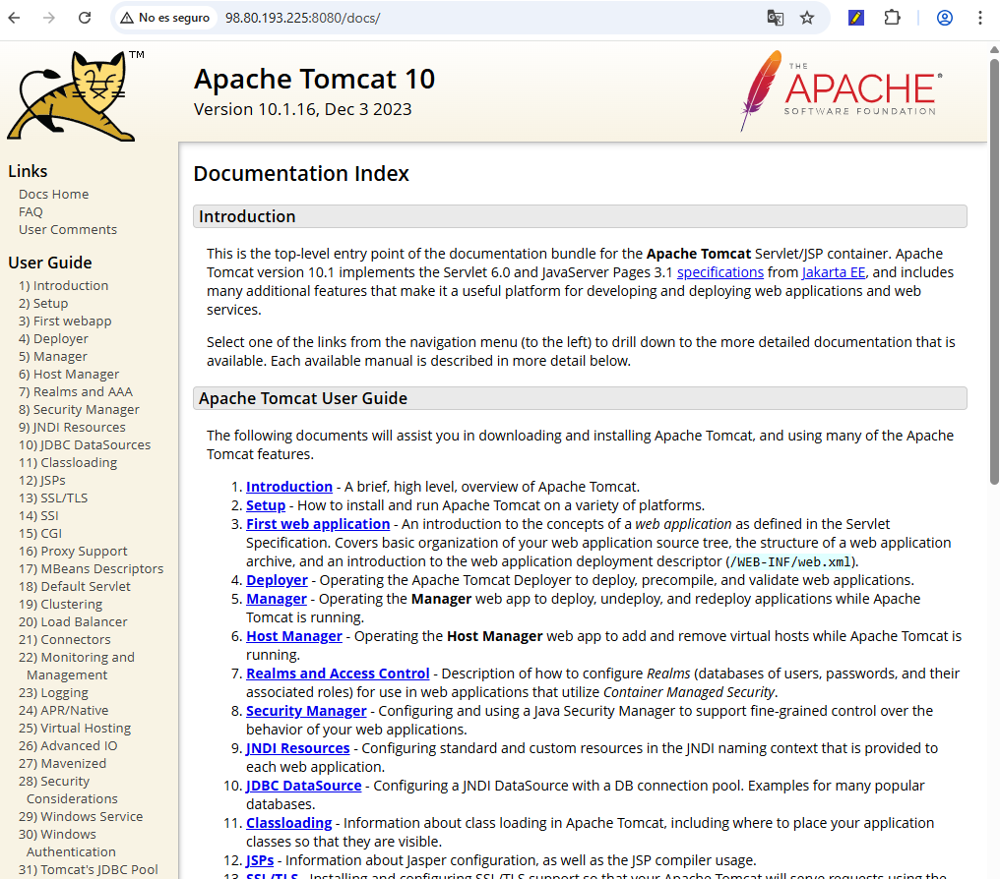 No es seguro 98.80.193.225:8080/docs/
TM
Apache Tomcat 10
Version 10.1.16, Dec 3 2023
THE
APACHE®
SOFTWARE FOUNDATION
Links
Docs Home
FAQ
User Comments
User Guide
1) Introduction
2) Setup
3) First webapp
4) Deployer
5) Manager
6) Host Manager
7) Realms and AAA
8) Security Manager
9) JNDI Resources
10) JDBC DataSources
11) Classloading
12) JSPs
13) SSL/TLS
14) SSI
15) CGI
16) Proxy Support
17) MBeans Descriptors
18) Default Servlet
19) Clustering
20) Load Balancer
21) Connectors
22) Monitoring and
Management
23) Logging
24) APR/Native
25) Virtual Hosting
26) Advanced IO
27) Mavenized
28) Security
Considerations
29) Windows Service
30) Windows
Authentication
31) Tomcat's JDBC Pool
Documentation Index
Introduction
This is the top-level entry point of the documentation bundle for the Apache Tomcat Servlet/JSP container. Apache
Tomcat version 10.1 implements the Servlet 6.0 and JavaServer Pages 3.1 specifications from Jakarta EE, and includes
many additional features that make it a useful platform for developing and deploying web applications and web
services.
Select one of the links from the navigation menu (to the left) to drill down to the more detailed documentation that is
available. Each available manual is described in more detail below.
Apache Tomcat User Guide
The following documents will assist you in downloading and installing Apache Tomcat, and using many of the Apache
Tomcat features.
1. Introduction - A brief, high level, overview of Apache Tomcat.
2. Setup - How to install and run Apache Tomcat on a variety of platforms.
3. First web application - An introduction to the concepts of a web application as defined in the Servlet
Specification. Covers basic organization of your web application source tree, the structure of a web application
archive, and an introduction to the web application deployment descriptor (/WEB-INF/web.xml).
4. Deployer - Operating the Apache Tomcat Deployer to deploy, precompile, and validate web applications.
5. Manager - Operating the Manager web app to deploy, undeploy, and redeploy applications while Apache
Tomcat is running.
6. Host Manager - Operating the Host Manager web app to add and remove virtual hosts while Apache Tomcat is
running.
7. Realms and Access Control - Description of how to configure Realms (databases of users, passwords, and their
associated roles) for use in web applications that utilize Container Managed Security.
8. Security Manager - Configuring and using a Java Security Manager to support fine-grained control over the
behavior of your web applications.
9. JNDI Resources - Configuring standard and custom resources in the JNDI naming context that is provided to
each web application.
10. JDBC DataSource - Configuring a JNDI DataSource with a DB connection pool. Examples for many popular
databases.
11. Classloading - Information about class loading in Apache Tomcat, including where to place your application
classes so that they are visible.
12. JSPs - Information about Jasper configuration, as well as the JSP compiler usage.
13. SSL/TLS - Installing and configuring SSL/TLS support so that your Apache Tomcat will serve requests using the